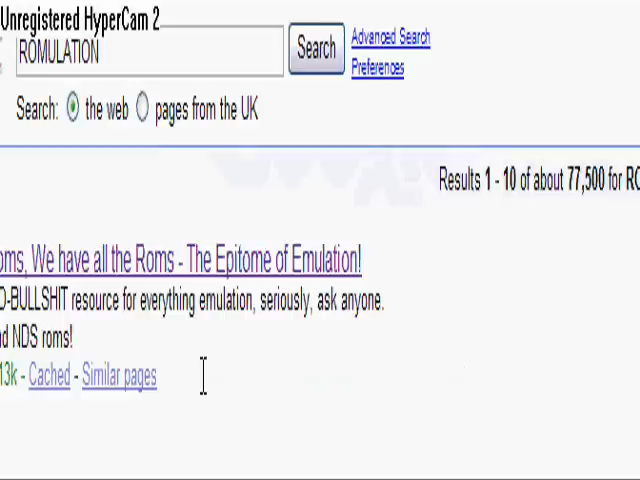 Unregistered HyperCam 2
ROMULATION
Search
Advanced Search
Preferences
Search: the web pages from the UK
Results 1 - 10 of about 77,500 for RO
oms, We have all the Roms - The Epitome of Emulation!
O-BULLSHIT resource for everything emulation, seriously, ask anyone.
nd NDS roms!
13k - Cached - Similar pages